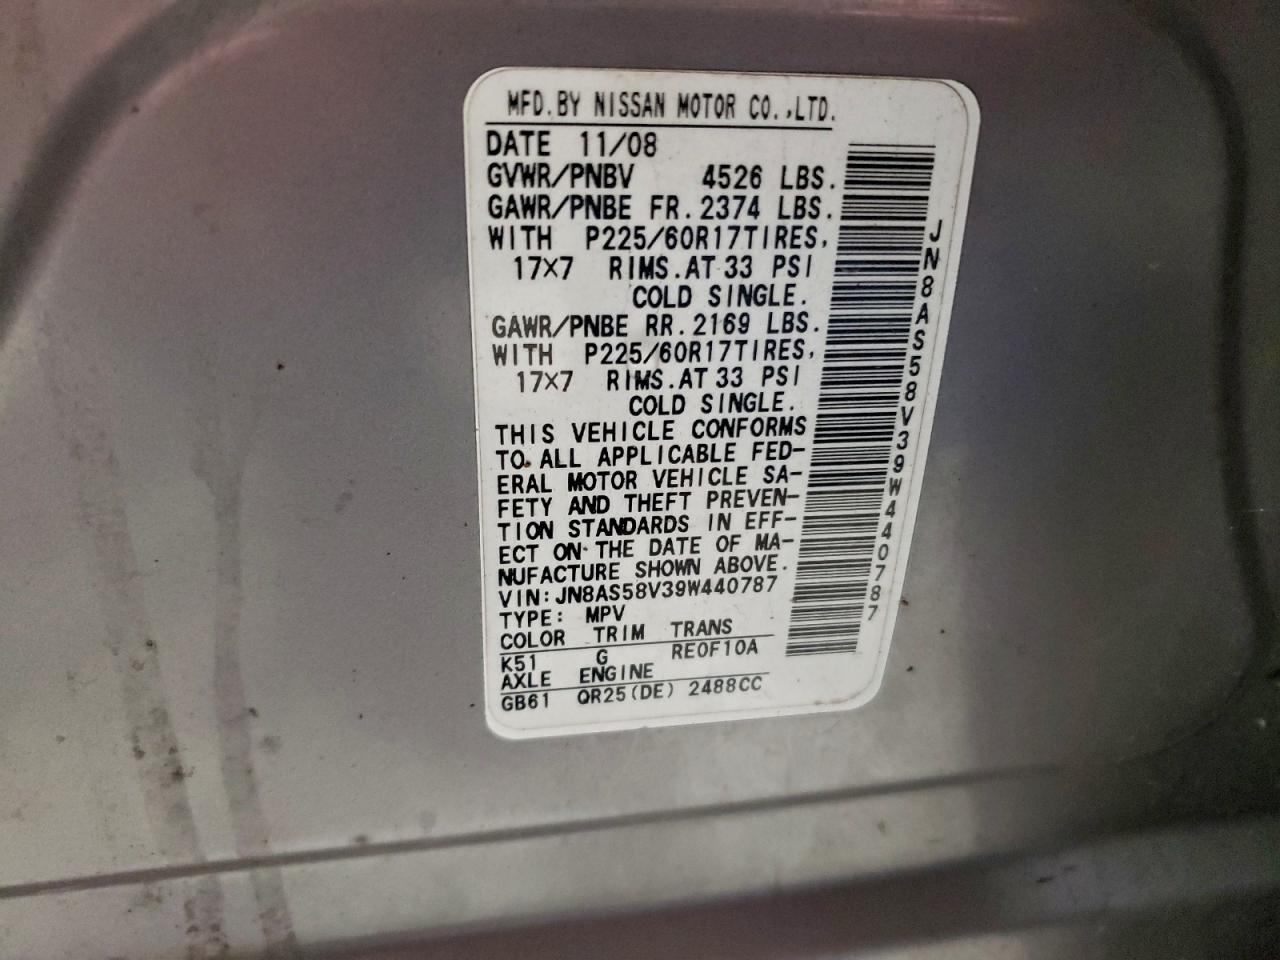 MFD.BY NISSAN MOTOR CO.,LTD.
DATE 11/08
GVWR/PNBV 4526 LBS.
GAWR/PNBE FR.2374 LBS.
WITH P225/60R17TIRES,
17×7 RIMS.AT 33 PSI
COLD SINGLE.
GAWR/PNBE RR.2169 LBS.
WITH P225/60R17TIRES,
17×7 RIMS.AT 33 PSI
COLD SINGLE.
THIS VEHICLE CONFORMS
TO ALL APPLICABLE FED-
ERAL MOTOR VEHICLE SA-
FETY AND THEFT PREVEN-
TION STANDARDS IN EFF-
ECT ON THE DATE OF MA-
NUFACTURE SHOWN ABOVE.
VIN:JN8AS58V39W440787
TYPE: MPV
COLOR TRIM TRANS
K51 G RE0F10A
AXLE ENGINE
GB61 QR25(DE) 2488CC
JN8AS58V39W440787